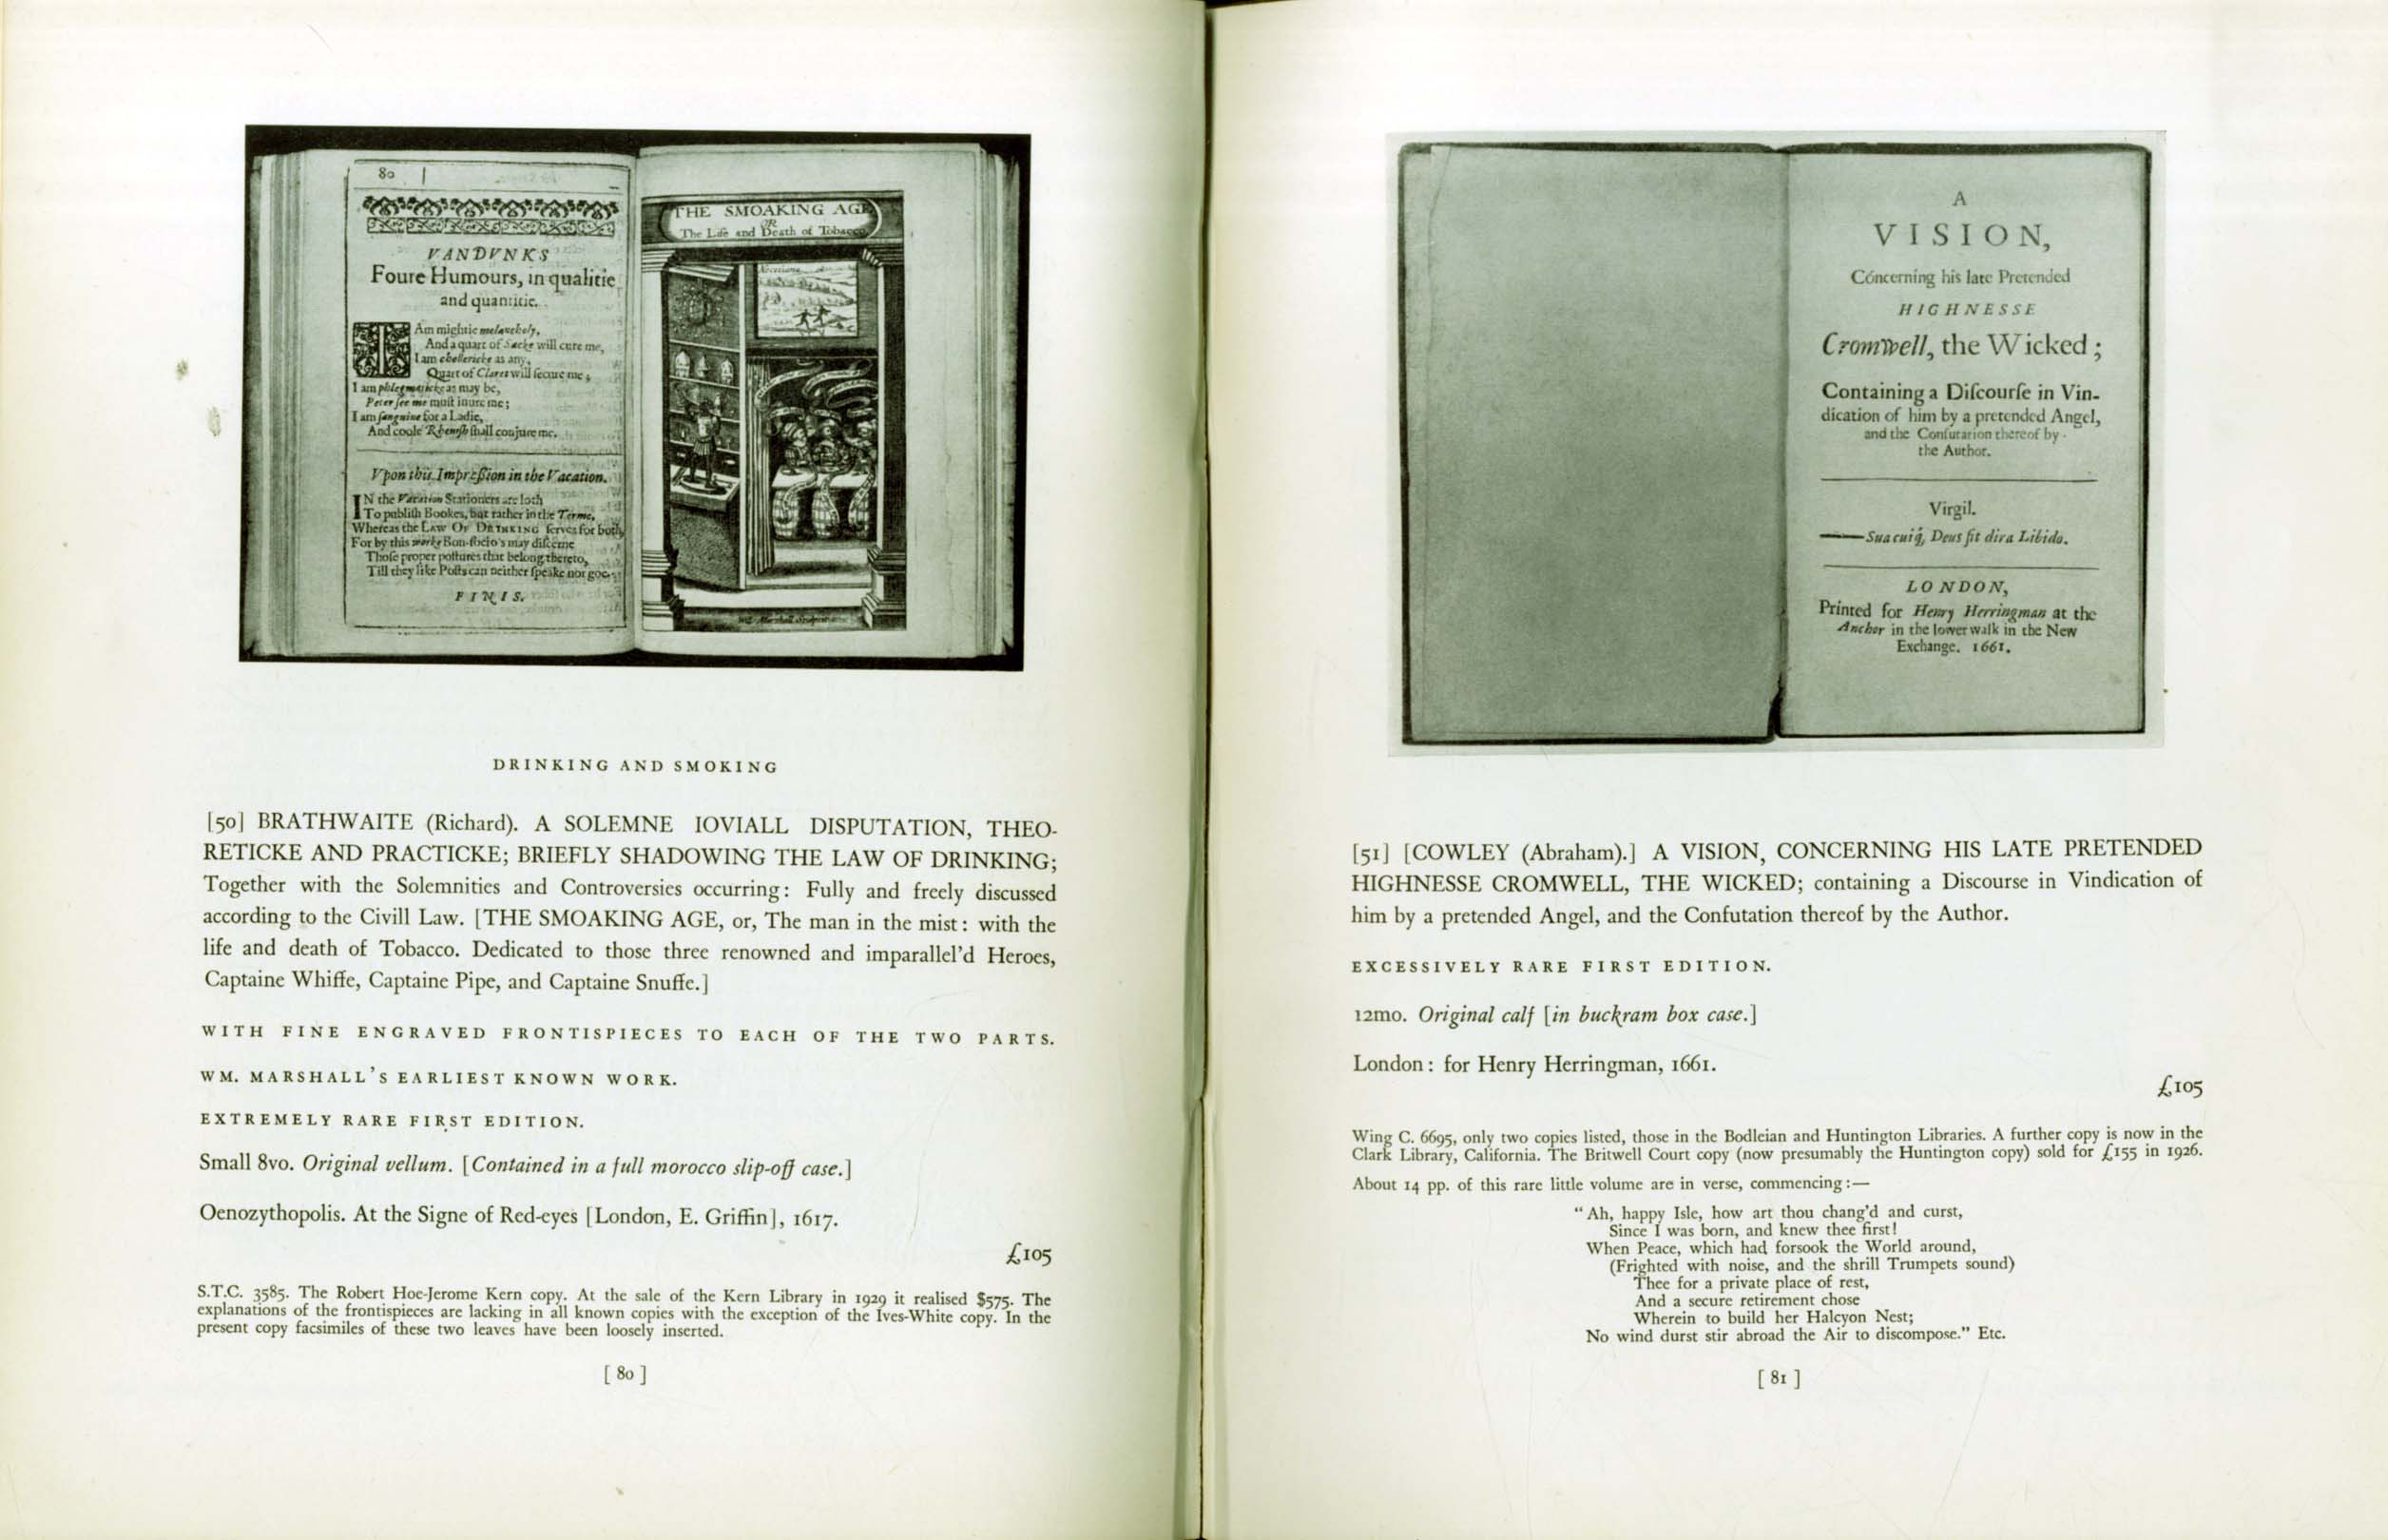 80
VANDVNKS
Foure Humours, in qualitie
and quantitie.
I Am mightie melancholy,
And a quart of Sacke will cure me,
I am chollericke as any,
Quart of Claret will secure me;
I am phlegmaticke as may be,
Peter see me must inure me;
I am sanguine for a Ladie,
And coole Rhenish shall conjure me.
Vpon this Impreſsion in the Vacation.
IN the Vacation Stationers are loth
To publiſh Bookes, but rather in the Terme,
Whereas the LAW OF DRINKING ſerves for both,
For by this worke Bon-ſocio's may diſcerne
Thoſe proper poſtures that belong thereto,
Till they like Poſts can neither ſpeake nor goe.
FINIS.
THE SMOAKING AGE
OR
The Life and Death of Tobacco
Will Marshall Sculpsit
DRINKING AND SMOKING
[50] BRATHWAITE (Richard). A SOLEMNE IOVIALL DISPUTATION, THEO-
RETICKE AND PRACTICKE; BRIEFLY SHADOWING THE LAW OF DRINKING;
Together with the Solemnities and Controversies occurring: Fully and freely discussed
according to the Civill Law. [THE SMOAKING AGE, or, The man in the mist: with the
life and death of Tobacco. Dedicated to those three renowned and imparallel'd Heroes,
Captaine Whiffe, Captaine Pipe, and Captaine Snuffe.]
WITH FINE ENGRAVED FRONTISPIECES TO EACH OF THE TWO PARTS.
WM. MARSHALL'S EARLIEST KNOWN WORK.
EXTREMELY RARE FIRST EDITION.
Small 8vo. Original vellum. [Contained in a full morocco slip-off case.]
Oenozythopolis. At the Signe of Red-eyes [London, E. Griffin], 1617.
£105
S.T.C. 3585. The Robert Hoe-Jerome Kern copy. At the sale of the Kern Library in 1929 it realised $575. The
explanations of the frontispieces are lacking in all known copies with the exception of the Ives-White copy. In the
present copy facsimiles of these two leaves have been loosely inserted.
[ 80 ]
A
VISION,
Concerning his late Pretended
HIGHNESSE
Cromwell, the Wicked;
Containing a Diſcourſe in Vin-
dication of him by a pretended Angel,
and the Confutation thereof by
the Author.
Virgil.
—Sua cuiq́, Deus fit dira Libido.
LONDON,
Printed for Henry Herringman at the
Anchor in the lower walk in the New
Exchange. 1661.
[51] [COWLEY (Abraham).] A VISION, CONCERNING HIS LATE PRETENDED
HIGHNESSE CROMWELL, THE WICKED; containing a Discourse in Vindication of
him by a pretended Angel, and the Confutation thereof by the Author.
EXCESSIVELY RARE FIRST EDITION.
12mo. Original calf [in buckram box case.]
London: for Henry Herringman, 1661.
£105
Wing C. 6695, only two copies listed, those in the Bodleian and Huntington Libraries. A further copy is now in the
Clark Library, California. The Britwell Court copy (now presumably the Huntington copy) sold for £155 in 1926.
About 14 pp. of this rare little volume are in verse, commencing:—
"Ah, happy Isle, how art thou chang'd and curst,
Since I was born, and knew thee first!
When Peace, which had forsook the World around,
(Frighted with noise, and the shrill Trumpets sound)
Thee for a private place of rest,
And a secure retirement chose
Wherein to build her Halcyon Nest;
No wind durst stir abroad the Air to discompose." Etc.
[ 81 ]